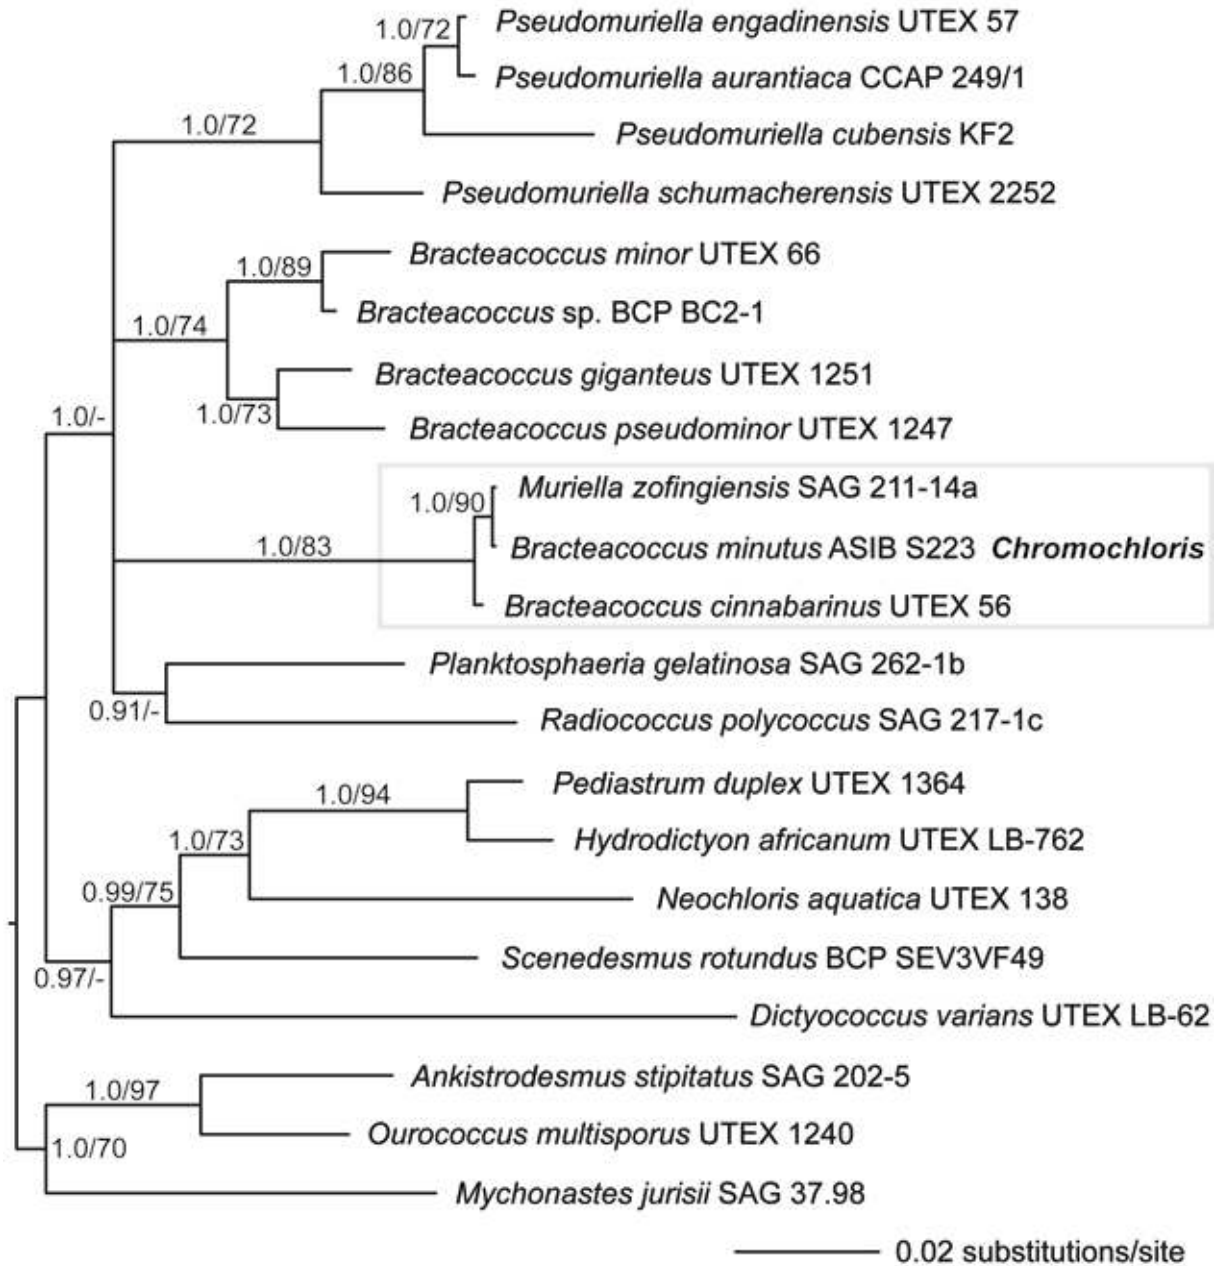 1.0/72
Pseudomuriella engadinensis UTEX 57
1.0/86
Pseudomuriella aurantiaca CCAP 249/1
1.0/72
Pseudomuriella cubensis KF2
Pseudomuriella schumacherensis UTEX 2252
Bracteacoccus minor UTEX 66
1.0/89
Bracteacoccus sp. BCP BC2-1
1.0/74
Bracteacoccus giganteus UTEX 1251
1.0/73
Bracteacoccus pseudominor UTEX 1247
1.0/-
Muriella zofingiensis SAG 211-14a
1.0/90
1.0/83
Bracteacoccus minutus ASIB S223 Chromochloris
Bracteacoccus cinnabarinus UTEX 56
Planktosphaeria gelatinosa SAG 262-1b
0.91/-
Radiococcus polycoccus SAG 217-1c
Pediastrum duplex UTEX 1364
1.0/94
Hydrodictyon africanum UTEX LB-762
1.0/73
Neochloris aquatica UTEX 138
0.99/75
Scenedesmus rotundus BCP SEV3VF49
0.97/-
Dictyococcus varians UTEX LB-62
Ankistrodesmus stipitatus SAG 202-5
1.0/97
Ourococcus multisporus UTEX 1240
1.0/70
Mychonastes jurisii SAG 37.98
0.02 substitutions/site